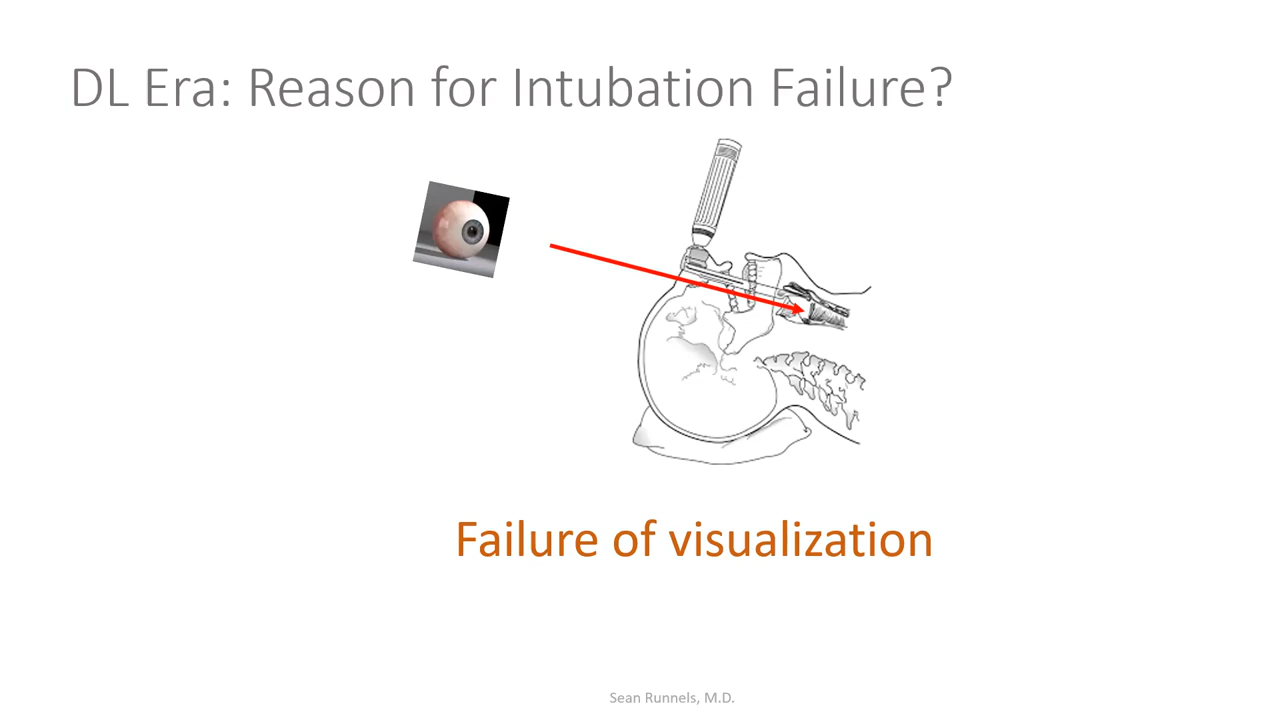 DL Era: Reason for Intubation Failure?
Failure of visualization
Sean Runnels, M.D.